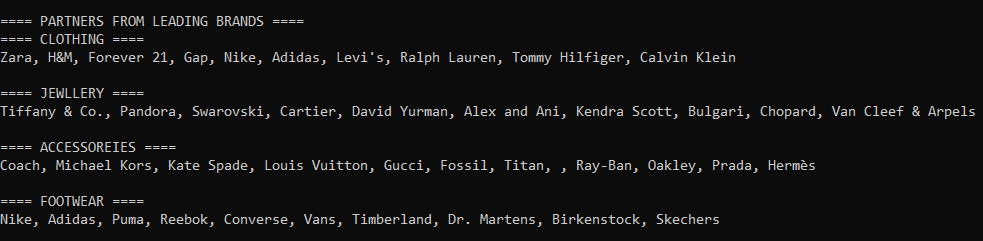 ==== PARTNERS FROM LEADING BRANDS ====
==== CLOTHING ====
Zara, H&M, Forever 21, Gap, Nike, Adidas, Levi's, Ralph Lauren, Tommy Hilfiger, Calvin Klein
==== JEWLLERY ====
Tiffany & Co., Pandora, Swarovski, Cartier, David Yurman, Alex and Ani, Kendra Scott, Bulgari, Chopard, Van Cleef & Arpels
==== ACCESSOREIES ====
Coach, Michael Kors, Kate Spade, Louis Vuitton, Gucci, Fossil, Titan, , Ray-Ban, Oakley, Prada, Hermès
==== FOOTWEAR ====
Nike, Adidas, Puma, Reebok, Converse, Vans, Timberland, Dr. Martens, Birkenstock, Skechers